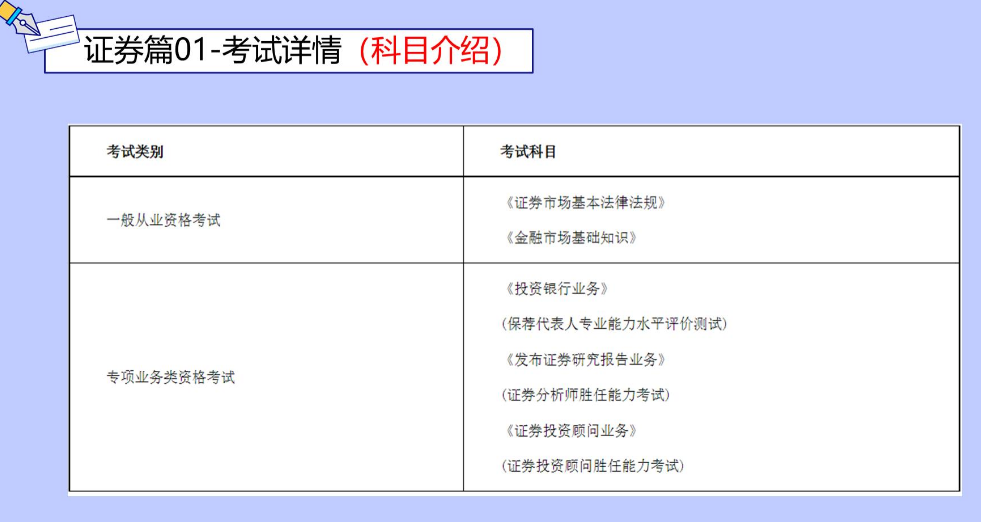 证券篇01-考试详情（科目介绍）
考试类别
考试科目
一般从业资格考试
《证券市场基本法律法规》
《金融市场基础知识》
专项业务类资格考试
《投资银行业务》
(保荐代表人专业能力水平评价测试)
《发布证券研究报告业务》
(证券分析师胜任能力考试)
《证券投资顾问业务》
(证券投资顾问胜任能力考试)